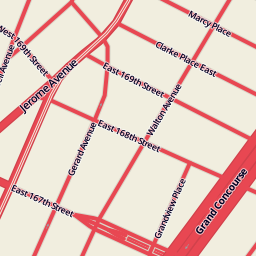 Marcy Place
West 169th Street
Clarke Place East
East 169th Street
Jerome Avenue
Walton Avenue
East 168th Street
Gerard Avenue
East 167th Street
Grandview Place
Grand Concourse